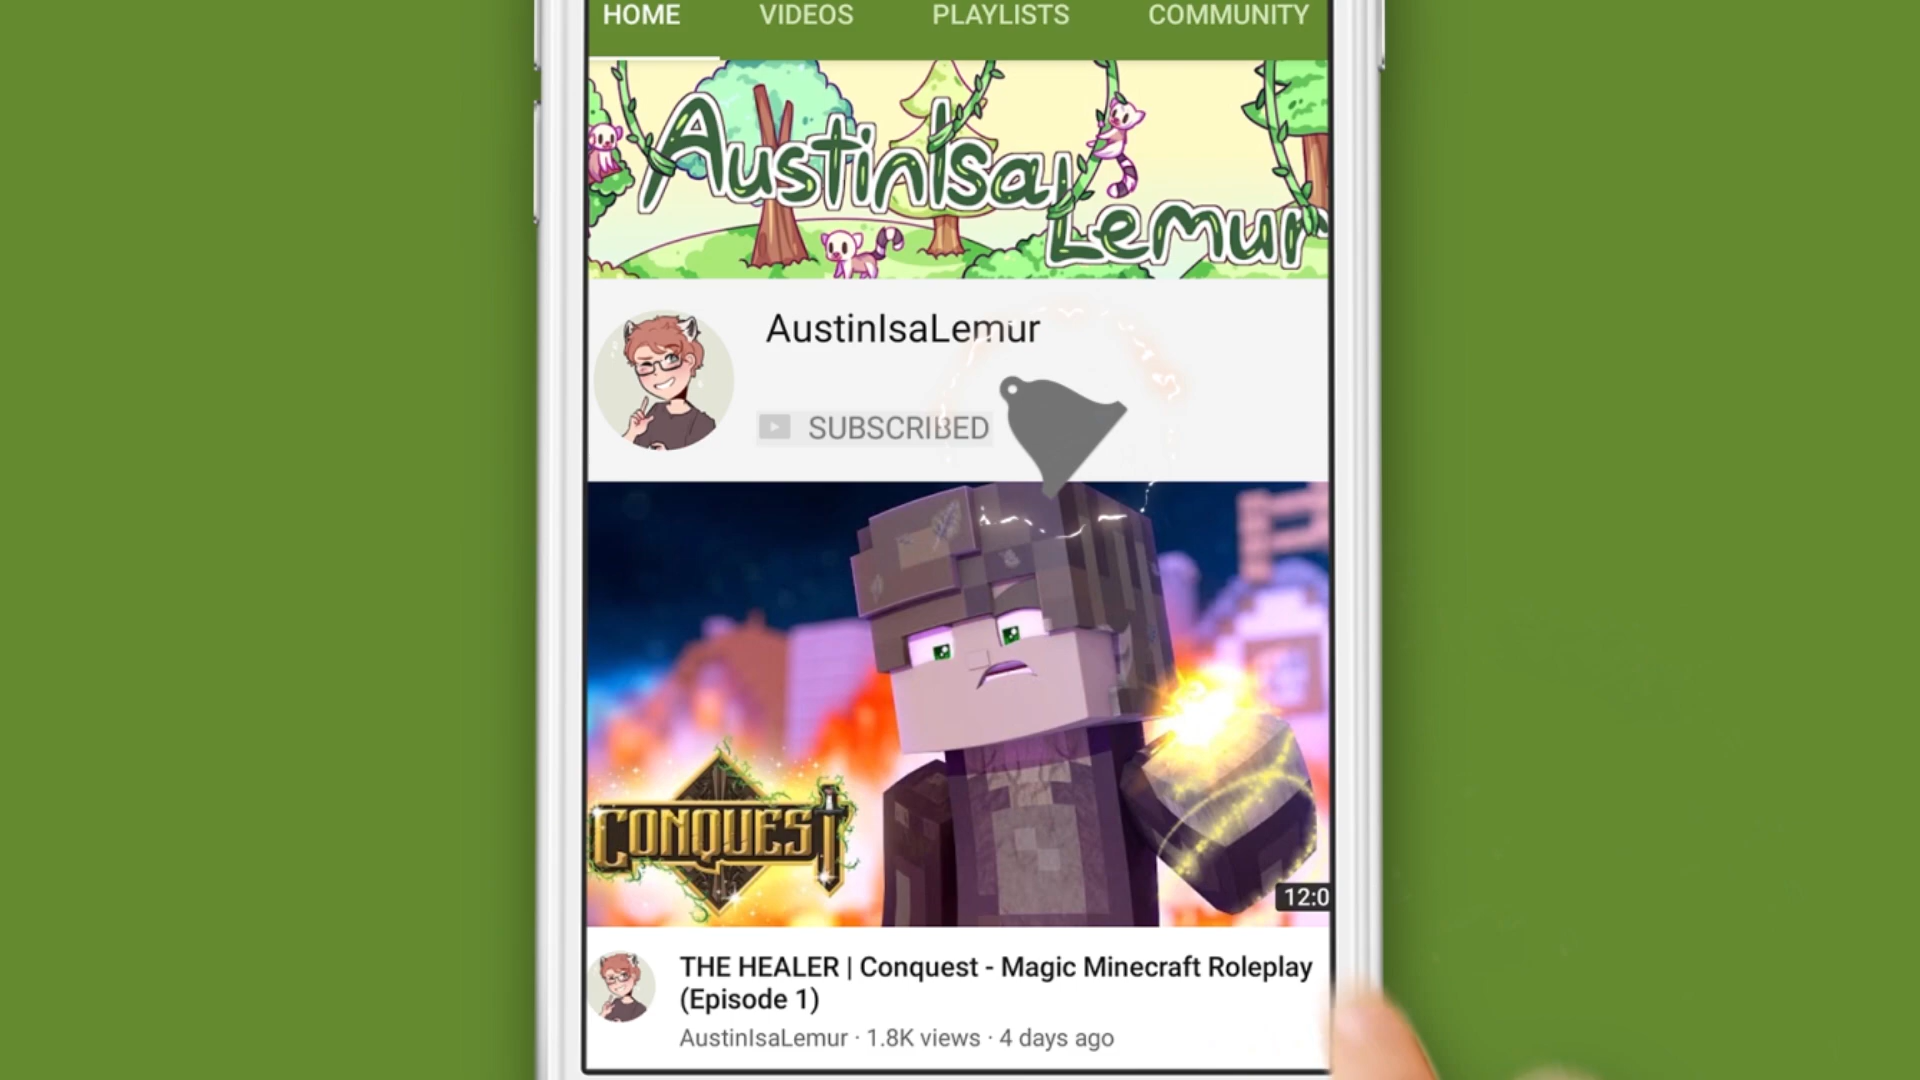 HOME VIDEOS PLAYLISTS COMMUNITY
AustinIsa
Lemur
AustinIsaLemur
SUBSCRIBED
CONQUEST
12:0
THE HEALER | Conquest - Magic Minecraft Roleplay
(Episode 1)
AustinIsaLemur · 1.8K views · 4 days ago